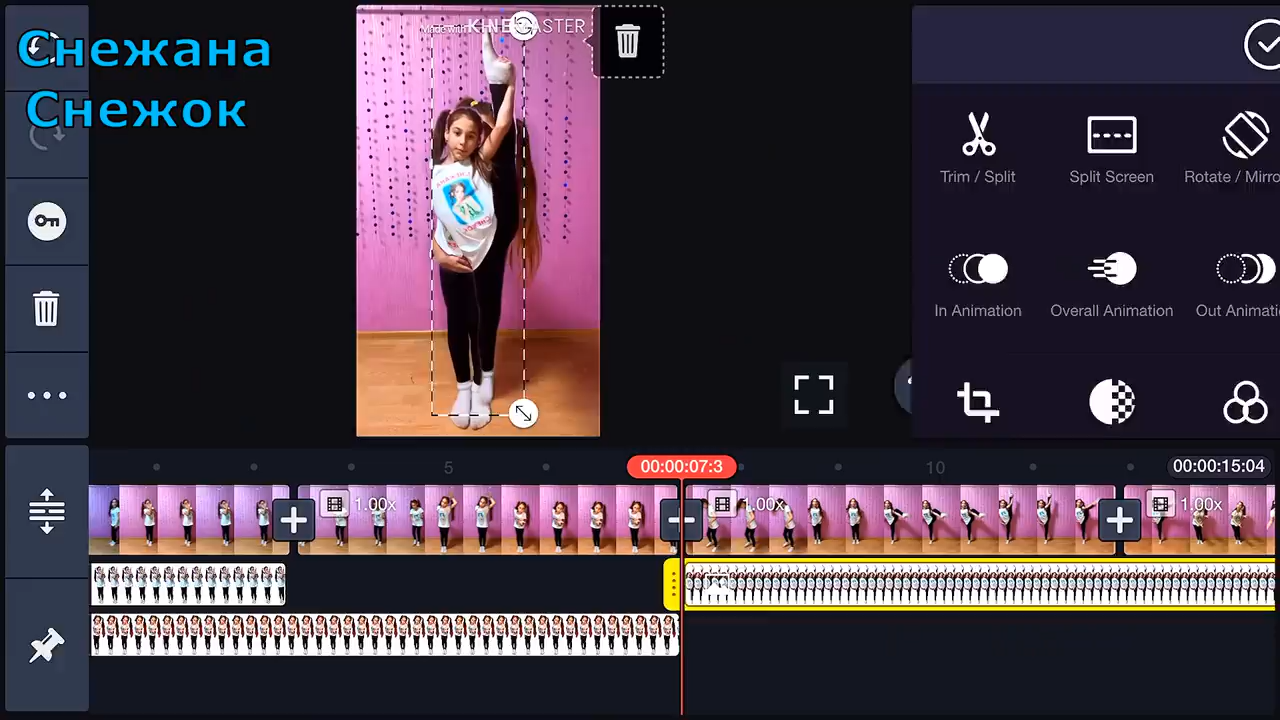 Снежана
Снежок
Made with KINEMASTER
Trim / Split
Split Screen
Rotate / Mirro
In Animation
Overall Animation
Out Animati
5
00:00:07:3
10
00:00:15:04
1.00x
1.00x
1.00x